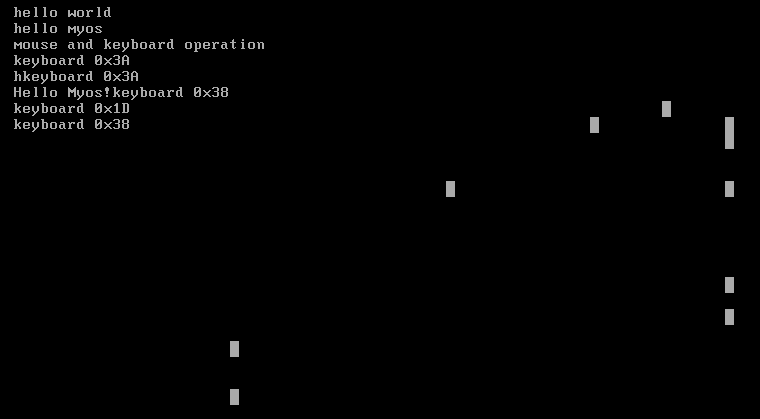 hello world
hello myos
mouse and keyboard operation
keyboard 0x3A
hkeyboard 0x3A
Hello Myos!keyboard 0x38
keyboard 0x1D
keyboard 0x38